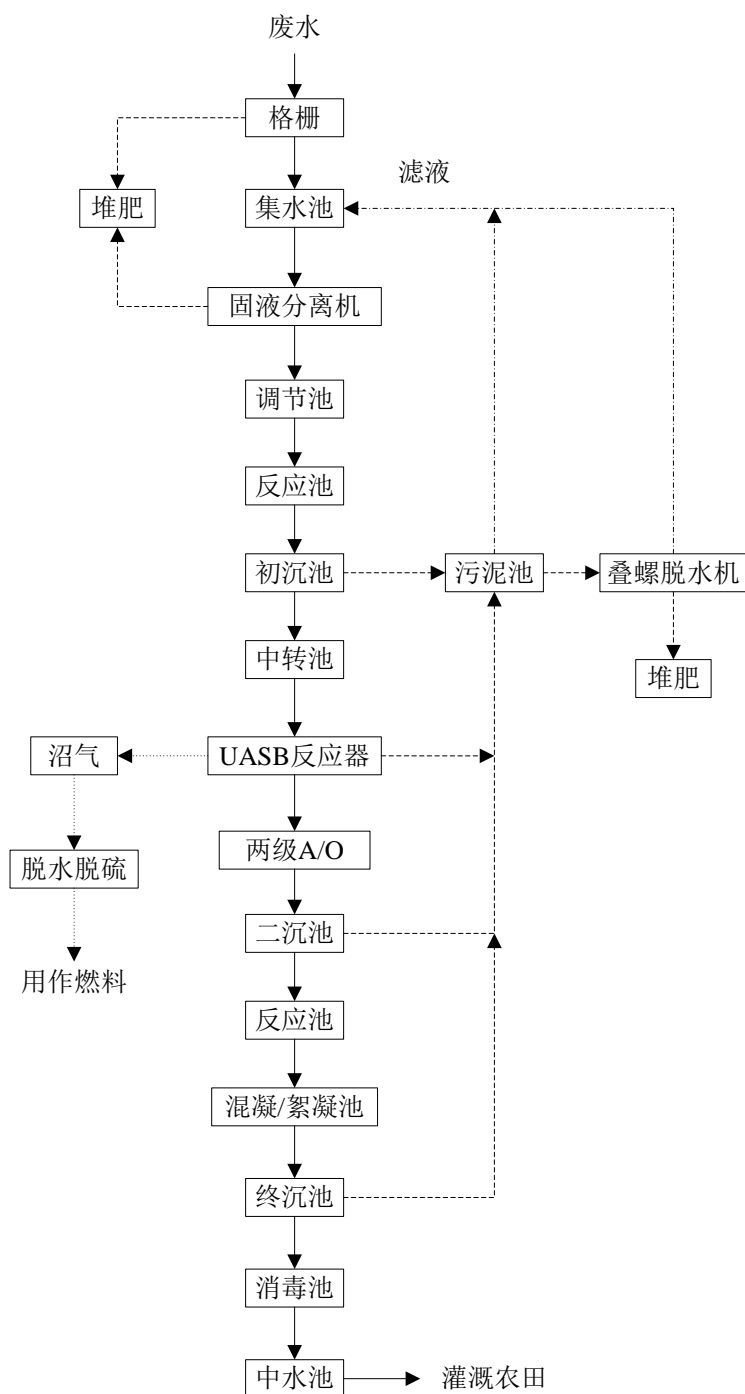 废水
格栅
滤液
堆肥
集水池
固液分离机
调节池
反应池
初沉池
污泥池
叠螺脱水机
中转池
堆肥
沼气
UASB反应器
两级A/O
脱水脱硫
二沉池
用作燃料
反应池
混凝/絮凝池
终沉池
消毒池
中水池
灌溉农田